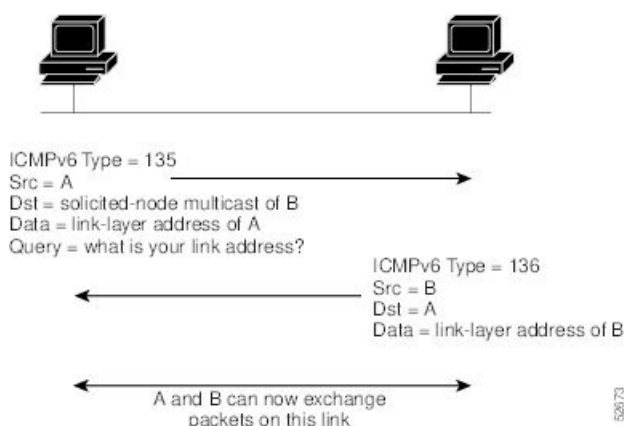 ICMPv6 Type = 135
Src = A
Dst = solicited-node multicast of B
Data = link-layer address of A
Query = what is your link address?
ICMPv6 Type = 136
Src = B
Dst = A
Data = link-layer address of B
A and B can now exchange
packets on this link
52673